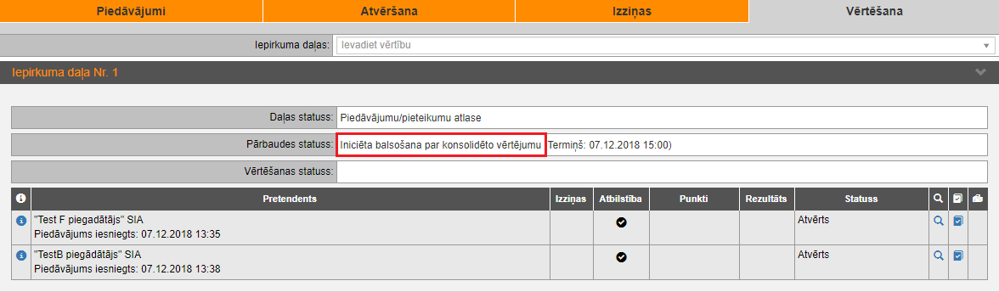 Piedāvājumi Atvēršana Izziņas Vērtēšana
Iepirkuma daļas: Ievadiet vērtību
Iepirkuma daļa Nr. 1
Daļas statuss: Piedāvājumu/pieteikumu atlase
Pārbaudes statuss: Iniciēta balsošana par konsolidēto vērtējumu Termiņš: 07.12.2018 15:00)
Vērtēšanas statuss:
Pretendents Izziņas Atbilstība Punkti Rezultāts Statuss
"Test F piegadātājs" SIA Atvērts
Piedāvājums iesniegts: 07.12.2018 13:35
"TestB piegādātājs" SIA Atvērts
Piedāvājums iesniegts: 07.12.2018 13:38